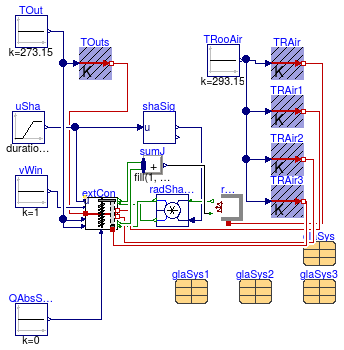 TOut
k=273.15
TOuts
K
TRooAir
k=293.15
TRAir
K
TRAir1
K
TRAir2
K
TRAir3
K
uSha
duratio...
shaSig
u
sumJ
+
fill(1, ...
vWin
k=1
extCon
radSha...
r...
glaSys1
glaSys2
glaSys3
QAbsS...
k=0